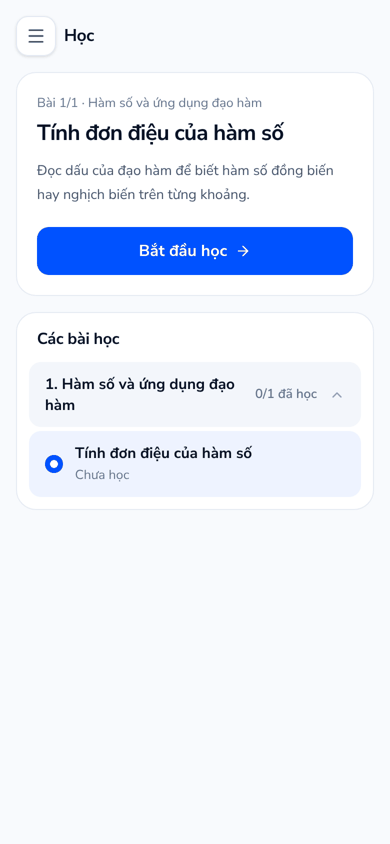 Học
Bài 1/1 · Hàm số và ứng dụng đạo hàm
Tính đơn điệu của hàm số
Đọc dấu của đạo hàm để biết hàm số đồng biến
hay nghịch biến trên từng khoảng.
Bắt đầu học →
Các bài học
1. Hàm số và ứng dụng đạo
hàm
0/1 đã học
Tính đơn điệu của hàm số
Chưa học